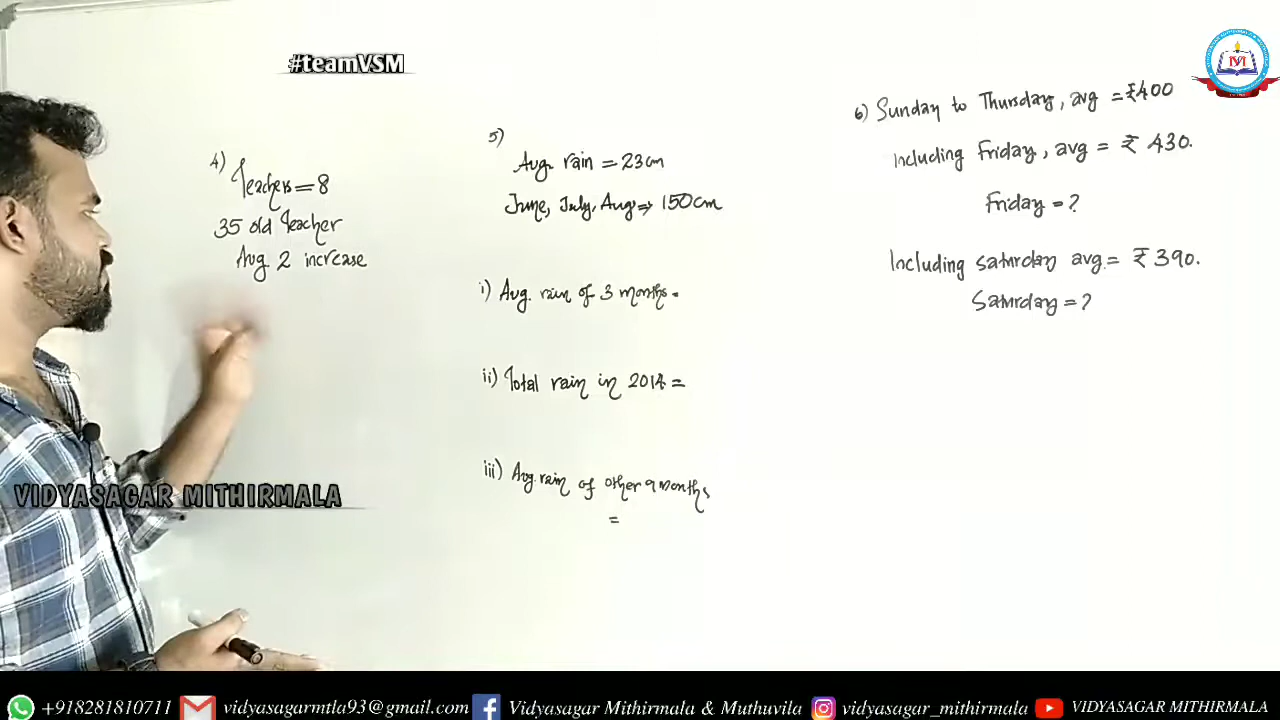 #teamVSM
4)
Teachers = 8
35 old teacher
Avg 2 increase
5)
Avg. rain = 23cm
June, July, Aug ⇒ 150cm
i) Avg. rain of 3 months =
ii) Total rain in 2014 =
iii) Avg. rain of other 9 months
=
6) Sunday to Thursday, avg = ₹400
Including Friday, avg = ₹ 430.
Friday = ?
Including saturday avg. = ₹ 390.
Saturday = ?
VIDYASAGAR MITHIRMALA
+918281810711 vidyasagarmtla93@gmail.com Vidyasagar Mithirmala & Muthuvila vidyasagar_mithirmala VIDYASAGAR MITHIRMALA